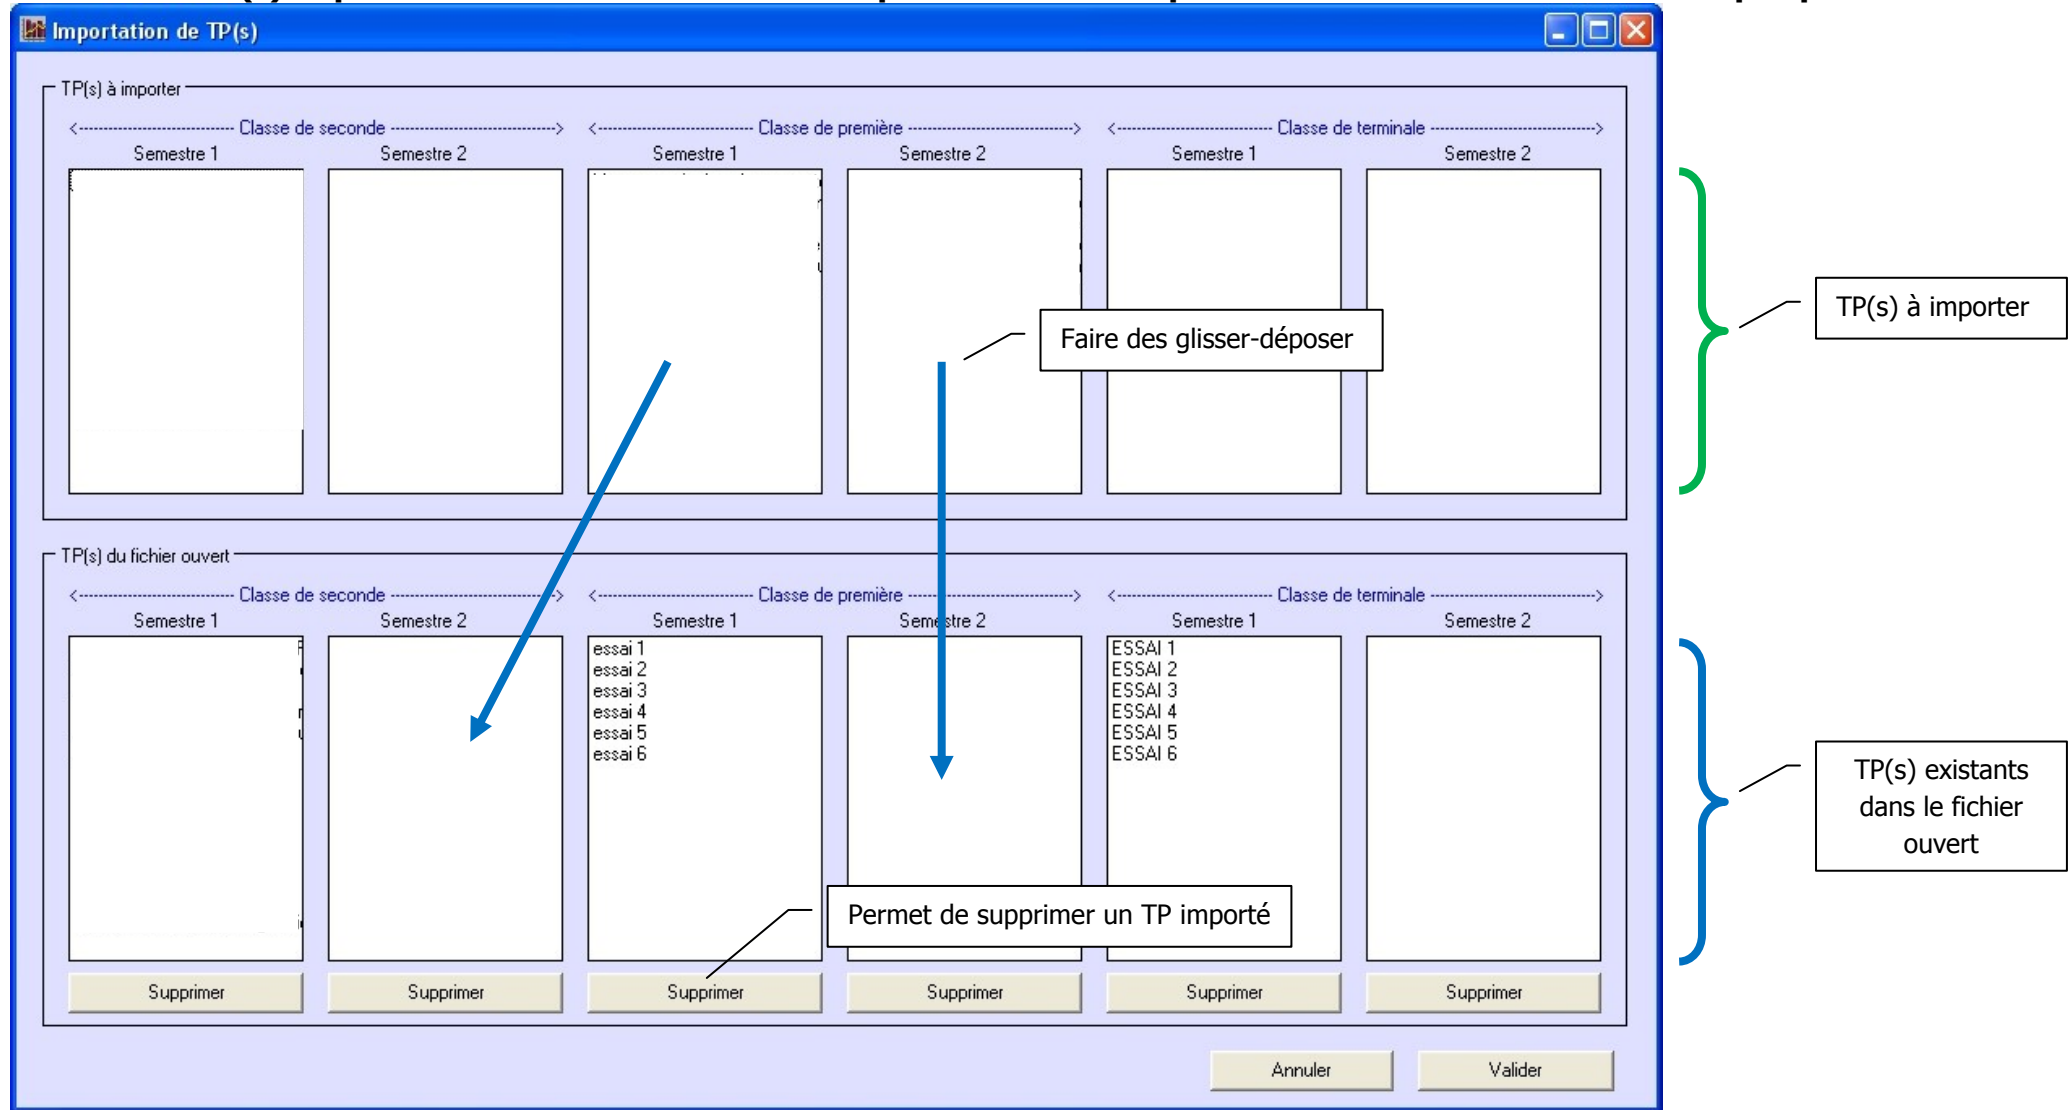 Importation de TP(s)
TP(s) à importer
<---------------------------- Classe de seconde ------------------------------> <---------------------------- Classe de première ------------------------------> <---------------------------- Classe de terminale ------------------------------>
Semestre 1 Semestre 2 Semestre 1 Semestre 2 Semestre 1 Semestre 2
Faire des glisser-déposer
TP(s) à importer
TP(s) du fichier ouvert
<---------------------------- Classe de seconde ------------------------------> <---------------------------- Classe de première ------------------------------> <---------------------------- Classe de terminale ------------------------------>
Semestre 1 Semestre 2 Semestre 1 Semestre 2 Semestre 1 Semestre 2
essai 1
essai 2
essai 3
essai 4
essai 5
essai 6
ESSAI 1
ESSAI 2
ESSAI 3
ESSAI 4
ESSAI 5
ESSAI 6
TP(s) existants
dans le fichier
ouvert
Permet de supprimer un TP importé
Supprimer Supprimer Supprimer Supprimer Supprimer Supprimer
Annuler Valider